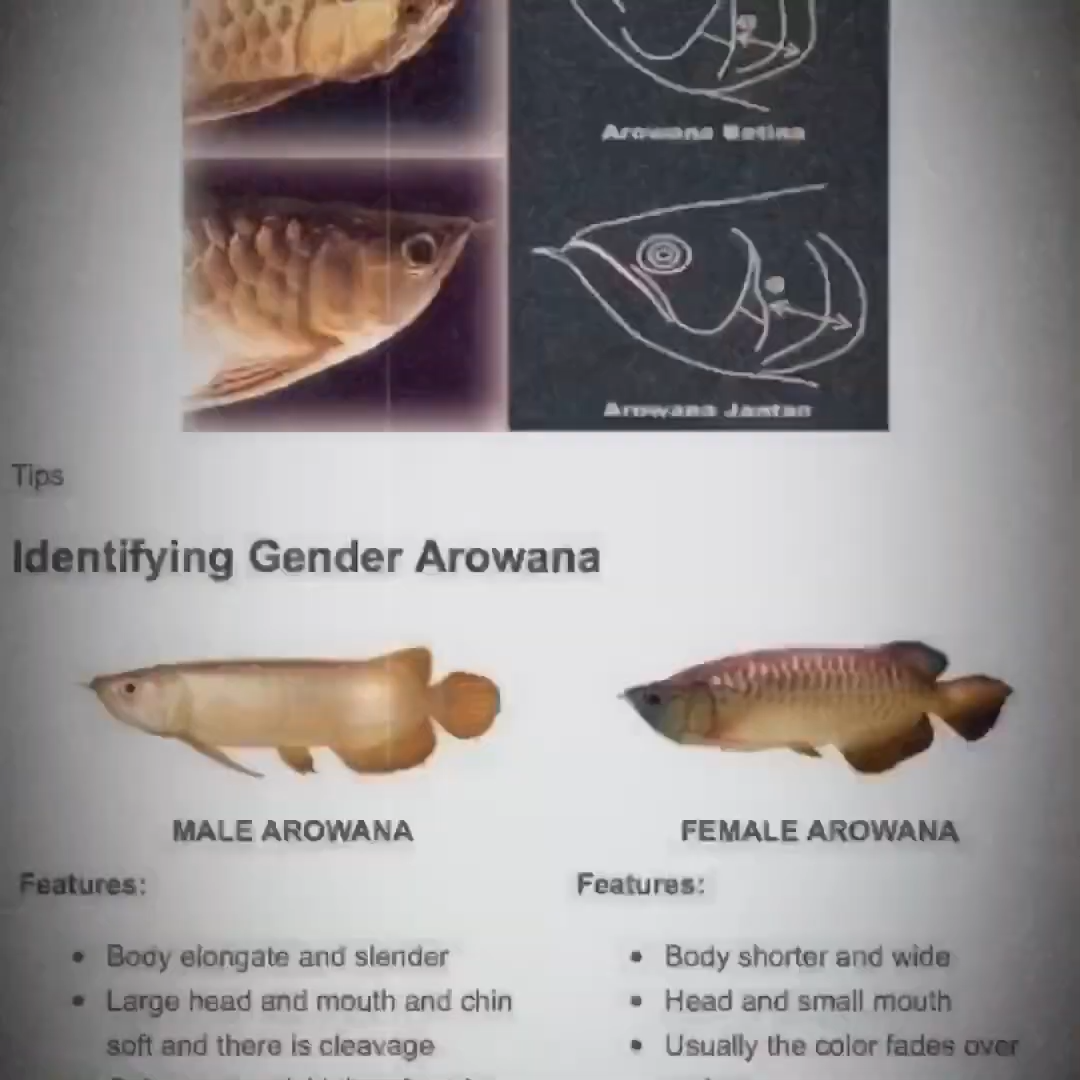 Arowana Betina
Arowana Jantan
Tips
Identifying Gender Arowana
MALE AROWANA
FEMALE AROWANA
Features:
• Body elongate and slender
• Large head and mouth and chin
soft and there is cleavage
Features:
• Body shorter and wide
• Head and small mouth
• Usually the color fades over